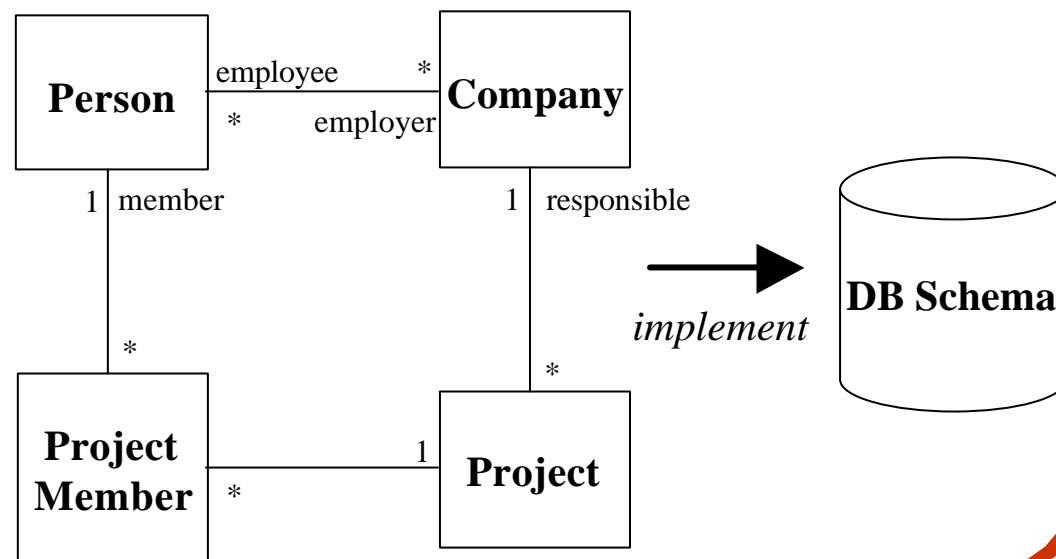 Person
employee
*
*
employer
Company
1
member
1
responsible
implement
DB Schema
*
*
Project
Member
*
1
Project